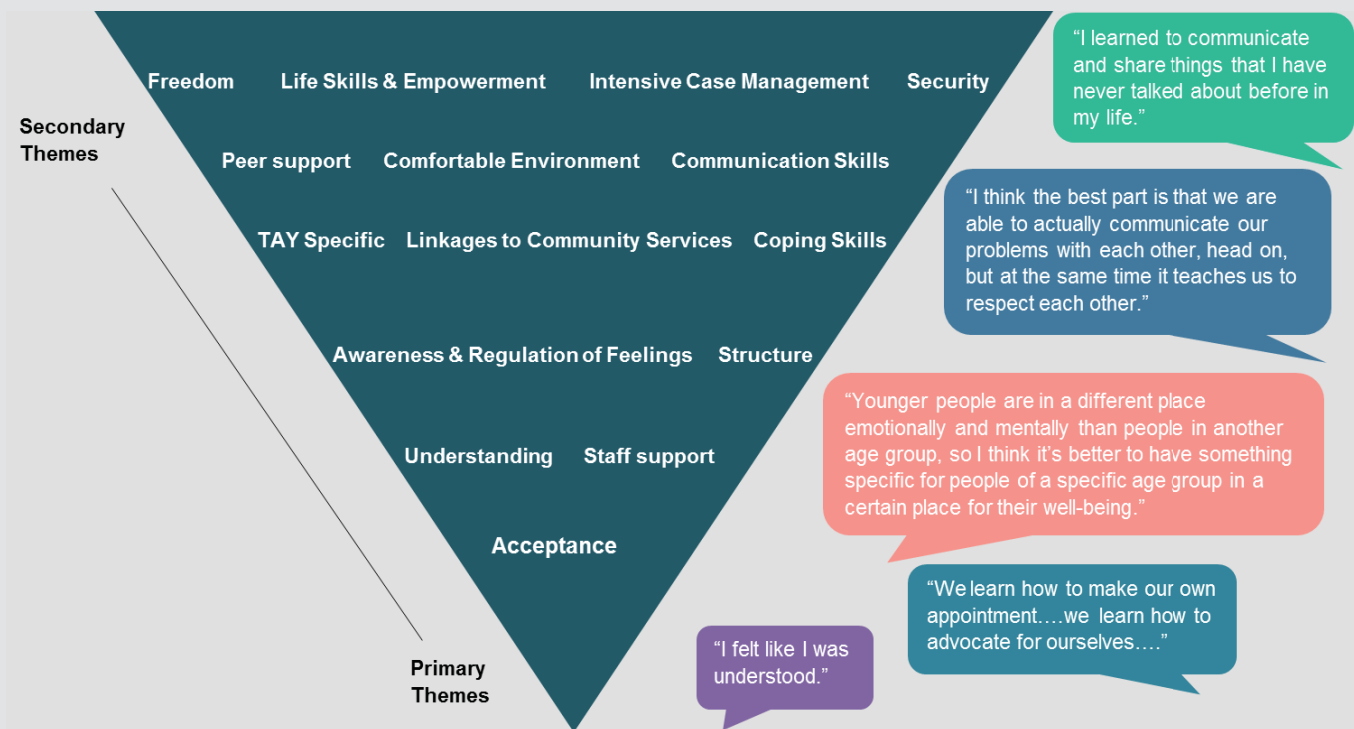 Freedom Life Skills & Empowerment Intensive Case Management Security
Secondary
Themes
Peer support Comfortable Environment Communication Skills
TAY Specific Linkages to Community Services Coping Skills
Awareness & Regulation of Feelings Structure
Understanding Staff support
Acceptance
Primary
Themes
“I learned to communicate
and share things that I have
never talked about before in
my life.”
“I think the best part is that we are
able to actually communicate our
problems with each other, head on,
but at the same time it teaches us to
respect each other.”
“Younger people are in a different place
emotionally and mentally than people in another
age group, so I think it’s better to have something
specific for people of a specific age group in a
certain place for their well-being.”
“We learn how to make our own
appointment….we learn how to
advocate for ourselves….”
“I felt like I was
understood.”